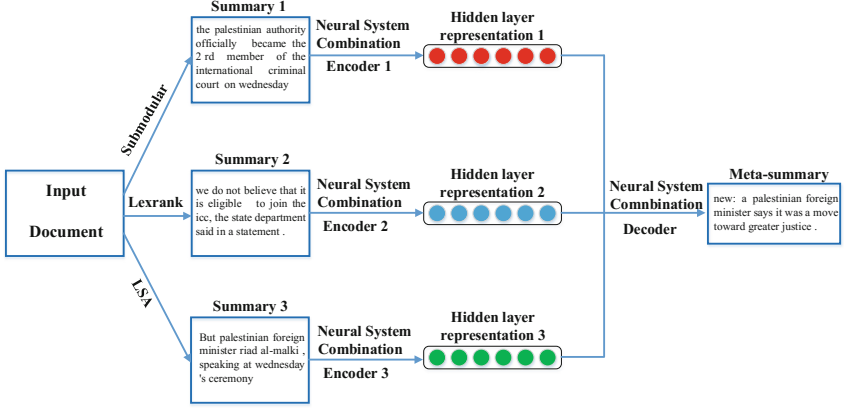 Summary 1
the palestinian authority
officially became the
2 rd member of the
international criminal
court on wednesday
Neural System
Combination
Encoder 1
Hidden layer
representation 1
Submodular
Input
Document
Lexrank
LSA
Summary 2
we do not believe that it
is eligible to join the
icc, the state department
said in a statement .
Neural System
Combination
Encoder 2
Hidden layer
representation 2
Neural System
Comnbination
Decoder
Meta-summary
new: a palestinian foreign
minister says it was a move
toward greater justice .
Summary 3
But palestinian foreign
minister riad al-malki ,
speaking at wednesday
's ceremony
Neural System
Combination
Encoder 3
Hidden layer
representation 3